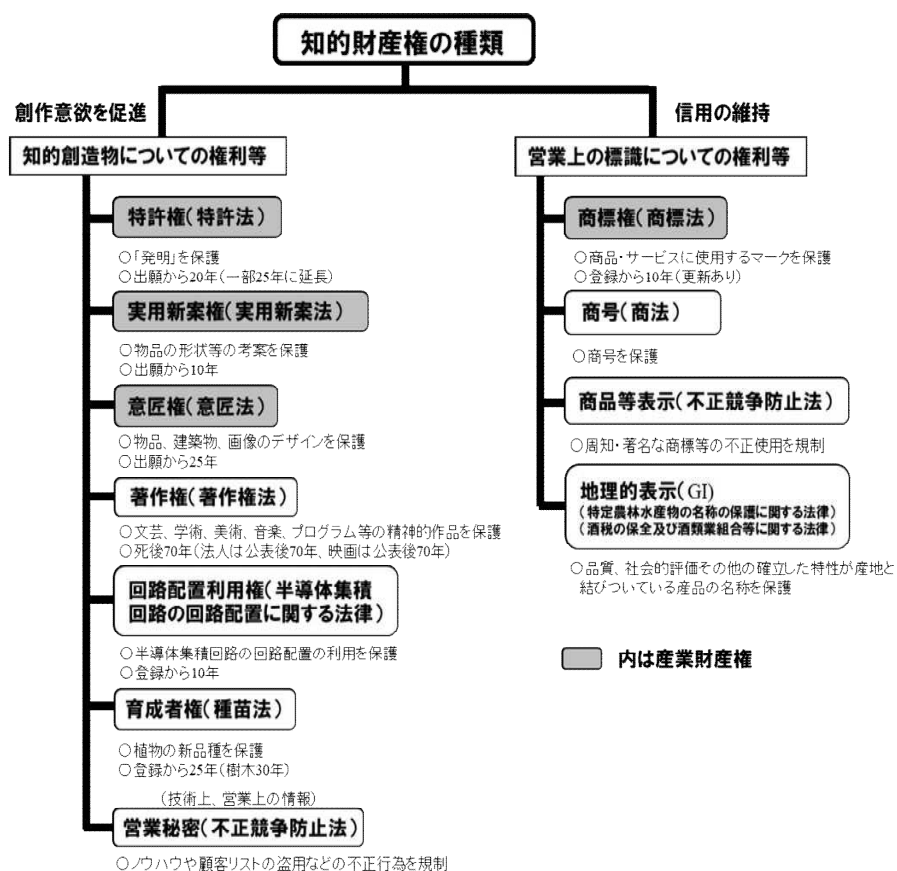 知的財産権の種類
創作意欲を促進
知的創造物についての権利等
特許権(特許法)
○「発明」を保護
○出願から20年(一部25年に延長)
実用新案権(実用新案法)
○物品の形状等の考案を保護
○出願から10年
意匠権(意匠法)
○物品、建築物、画像のデザインを保護
○出願から25年
著作権(著作権法)
○文芸、学術、美術、音楽、プログラム等の精神的作品を保護
○死後70年(法人は公表後70年、映画は公表後70年)
回路配置利用権(半導体集積
回路の回路配置に関する法律)
○半導体集積回路の回路配置の利用を保護
○登録から10年
育成者権(種苗法)
○植物の新品種を保護
○登録から25年(樹木30年)
(技術上、営業上の情報)
営業秘密(不正競争防止法)
○ノウハウや顧客リストの盗用などの不正行為を規制
信用の維持
営業上の標識についての権利等
商標権(商標法)
○商品・サービスに使用するマークを保護
○登録から10年(更新あり)
商号(商法)
○商号を保護
商品等表示(不正競争防止法)
○周知・著名な商標等の不正使用を規制
地理的表示(GI)
(特定農林水産物の名称の保護に関する法律)
(酒税の保全及び酒類業組合等に関する法律)
○品質、社会的評価その他の確立した特性が産地と
結びついている産品の名称を保護
内は産業財産権